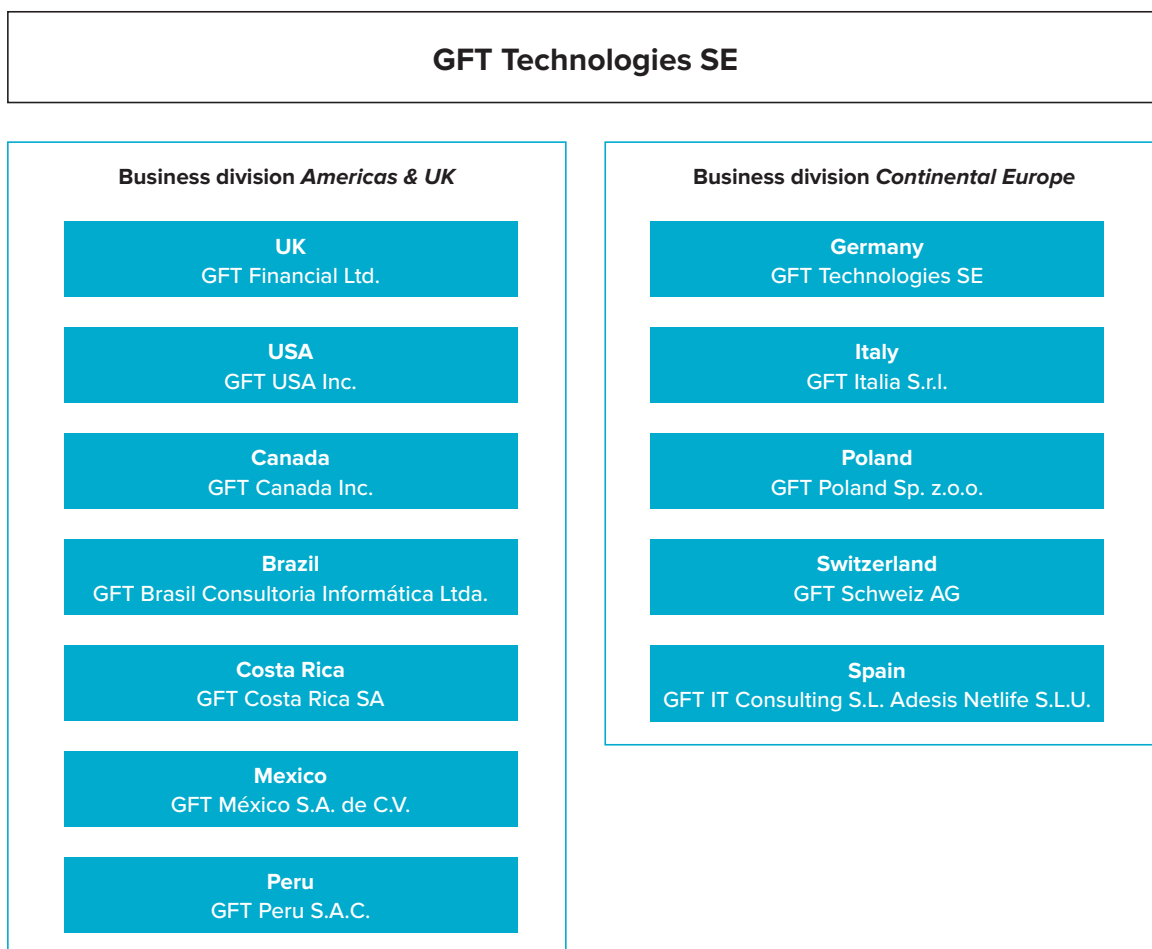 GFT Technologies SE
Business division Americas & UK
UK
GFT Financial Ltd.
USA
GFT USA Inc.
Canada
GFT Canada Inc.
Brazil
GFT Brasil Consultoria Informática Ltda.
Costa Rica
GFT Costa Rica SA
Mexico
GFT México S.A. de C.V.
Peru
GFT Peru S.A.C.
Business division Continental Europe
Germany
GFT Technologies SE
Italy
GFT Italia S.r.l.
Poland
GFT Poland Sp. z.o.o.
Switzerland
GFT Schweiz AG
Spain
GFT IT Consulting S.L. Adesis Netlife S.L.U.